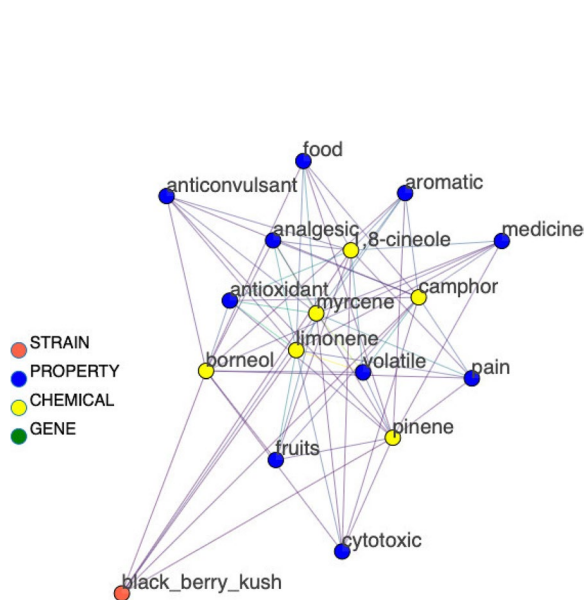 food
anticonvulsant
aromatic
analgesic
1,8-cineole
medicine
antioxidant
myrcene
camphor
limonene
borneol
volatile
pain
pinene
fruits
cytotoxic
black_berry_kush
STRAIN
PROPERTY
CHEMICAL
GENE